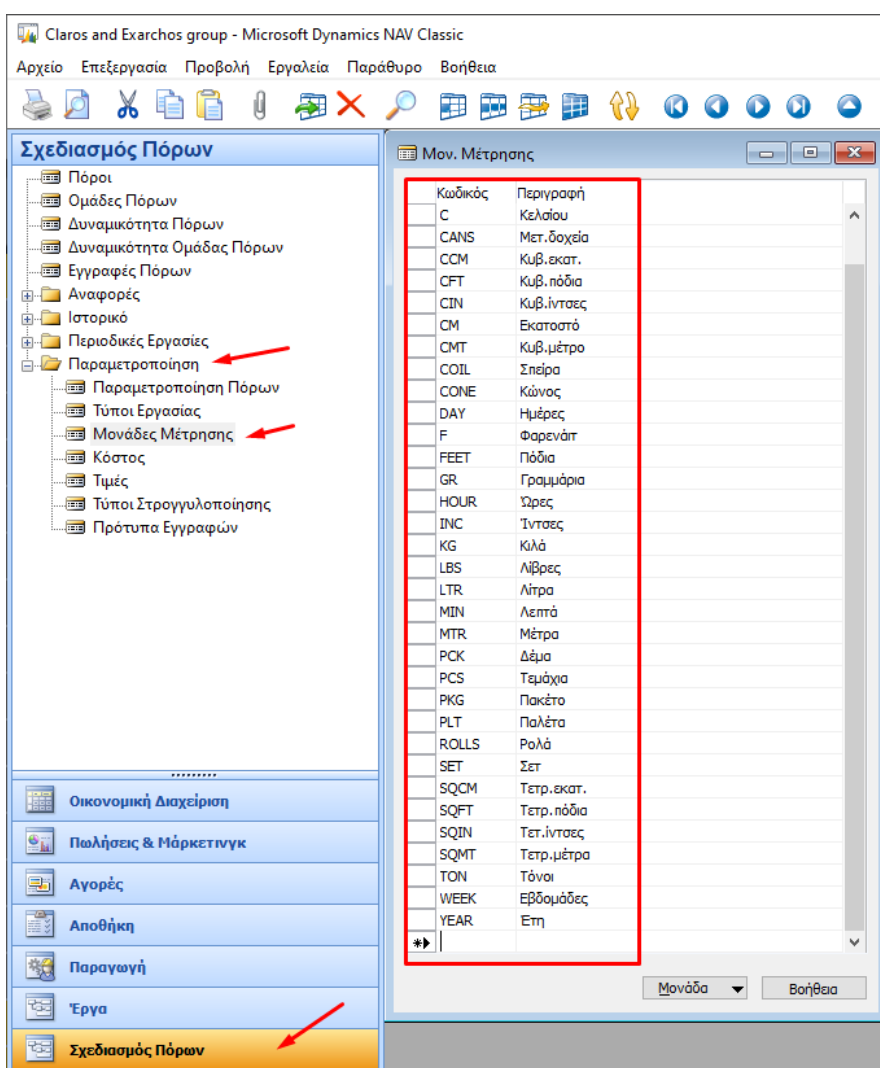 Claros and Exarchos group - Microsoft Dynamics NAV Classic
Αρχείο Επεξεργασία Προβολή Εργαλεία Παράθυρο Βοήθεια
Σχεδιασμός Πόρων
Πόροι
Ομάδες Πόρων
Δυναμικότητα Πόρων
Δυναμικότητα Ομάδας Πόρων
Εγγραφές Πόρων
Αναφορές
Ιστορικό
Περιοδικές Εργασίες
Παραμετροποίηση
Παραμετροποίηση Πόρων
Τύποι Εργασίας
Μονάδες Μέτρησης
Κόστος
Τιμές
Τύποι Στρογγυλοποίησης
Πρότυπα Εγγραφών
Οικονομική Διαχείριση
Πωλήσεις & Μάρκετινγκ
Αγορές
Αποθήκη
Παραγωγή
Έργα
Σχεδιασμός Πόρων
Μον. Μέτρησης
Κωδικός Περιγραφή
C Κελσίου
CANS Μετ.δοχεία
CCM Κυβ.εκατ.
CFT Κυβ.πόδια
CIN Κυβ.ίντσες
CM Εκατοστό
CMT Κυβ.μέτρο
COIL Σπείρα
CONE Κώνος
DAY Ημέρες
F Φαρενάιτ
FEET Πόδια
GR Γραμμάρια
HOUR Ώρες
INC Ίντσες
KG Κιλά
LBS Λίβρες
LTR Λίτρα
MIN Λεπτά
MTR Μέτρα
PCK Δέμα
PCS Τεμάχια
PKG Πακέτο
PLT Παλέτα
ROLLS Ρολά
SET Σετ
SQCM Τετρ.εκατ.
SQFT Τετρ.πόδια
SQIN Τετ.ίντσες
SQMT Τετρ.μέτρα
TON Τόνοι
WEEK Εβδομάδες
YEAR Έτη
Μονάδα Βοήθεια